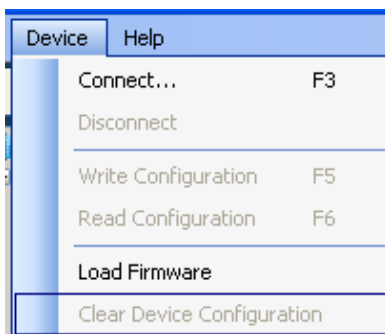 Device Help
Connect... F3
Disconnect
Write Configuration F5
Read Configuration F6
Load Firmware
Clear Device Configuration